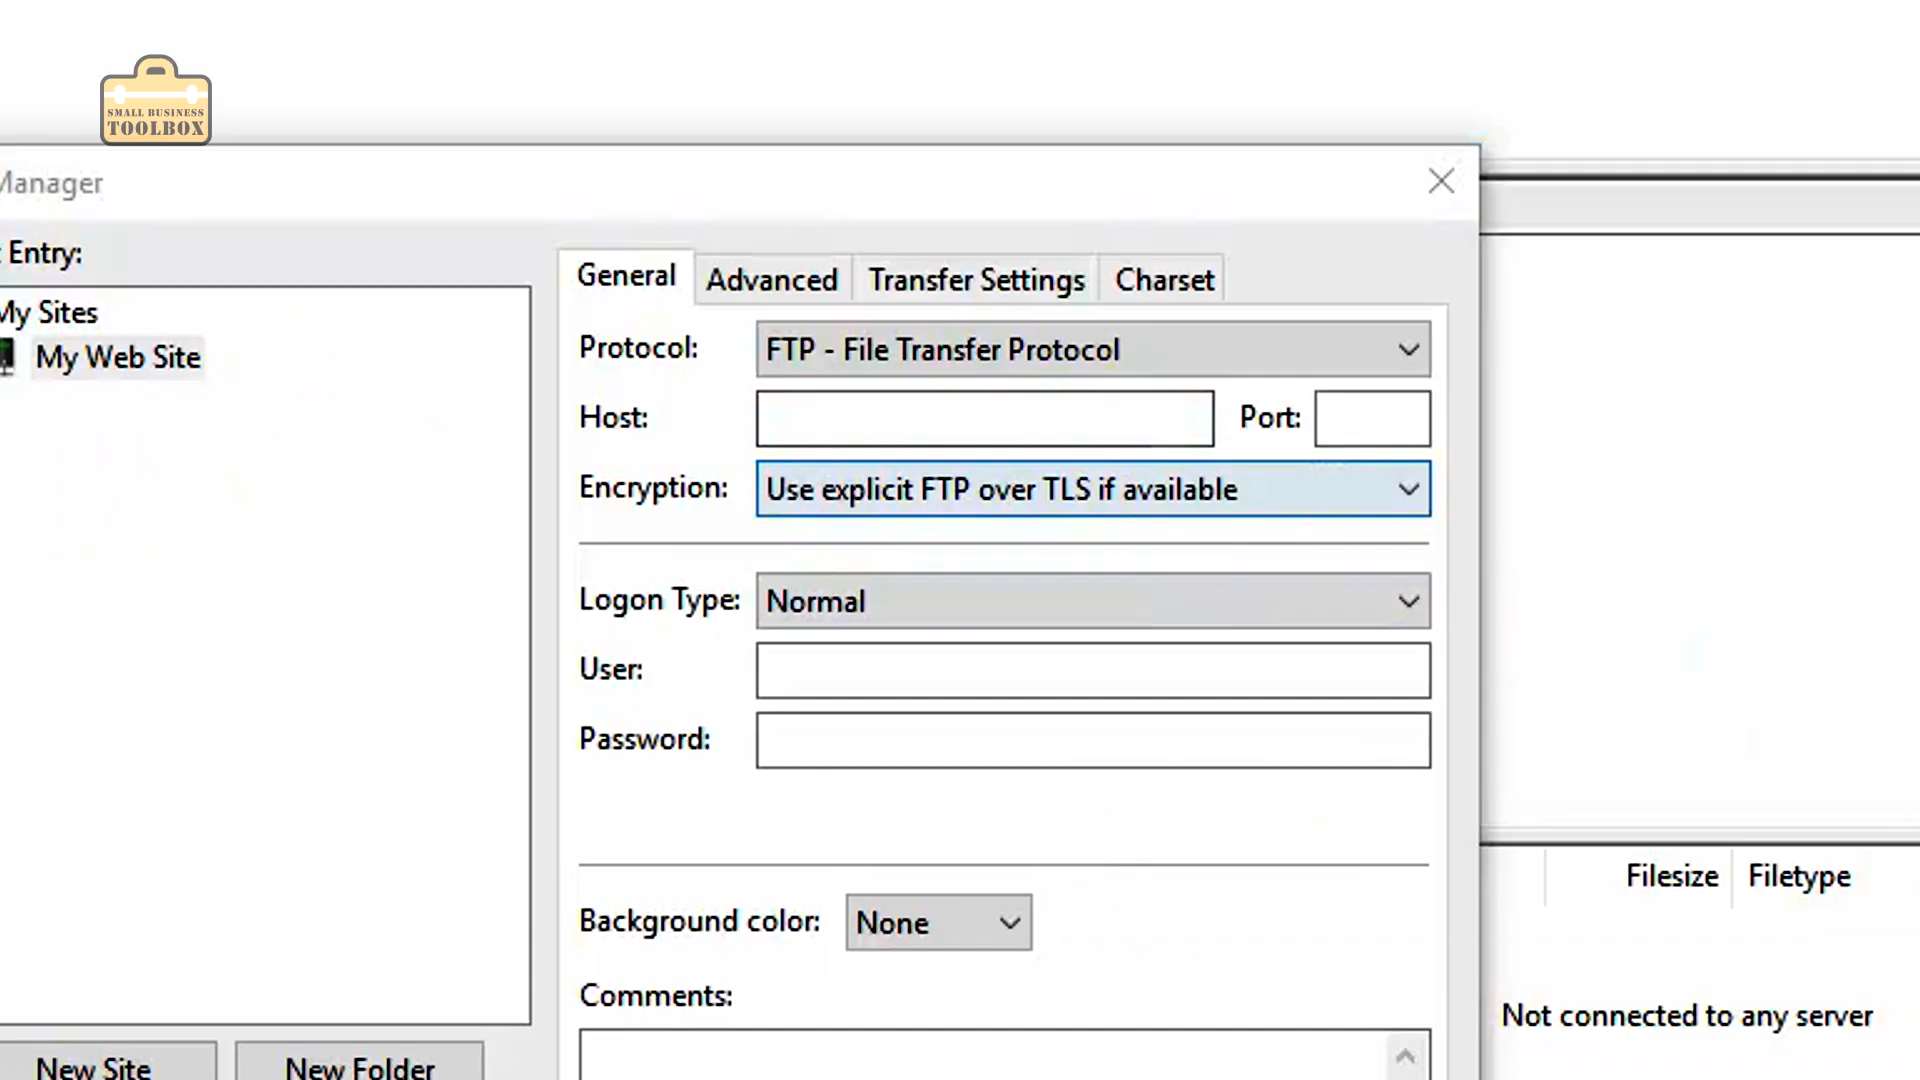 SMALL BUSINESS
TOOLBOX
Manager
Entry:
My Sites
My Web Site
General
Advanced
Transfer Settings
Charset
Protocol:
FTP - File Transfer Protocol
Host:
Port:
Encryption:
Use explicit FTP over TLS if available
Logon Type:
Normal
User:
Password:
Background color:
None
Comments:
Filesize
Filetype
Not connected to any server
New Site
New Folder